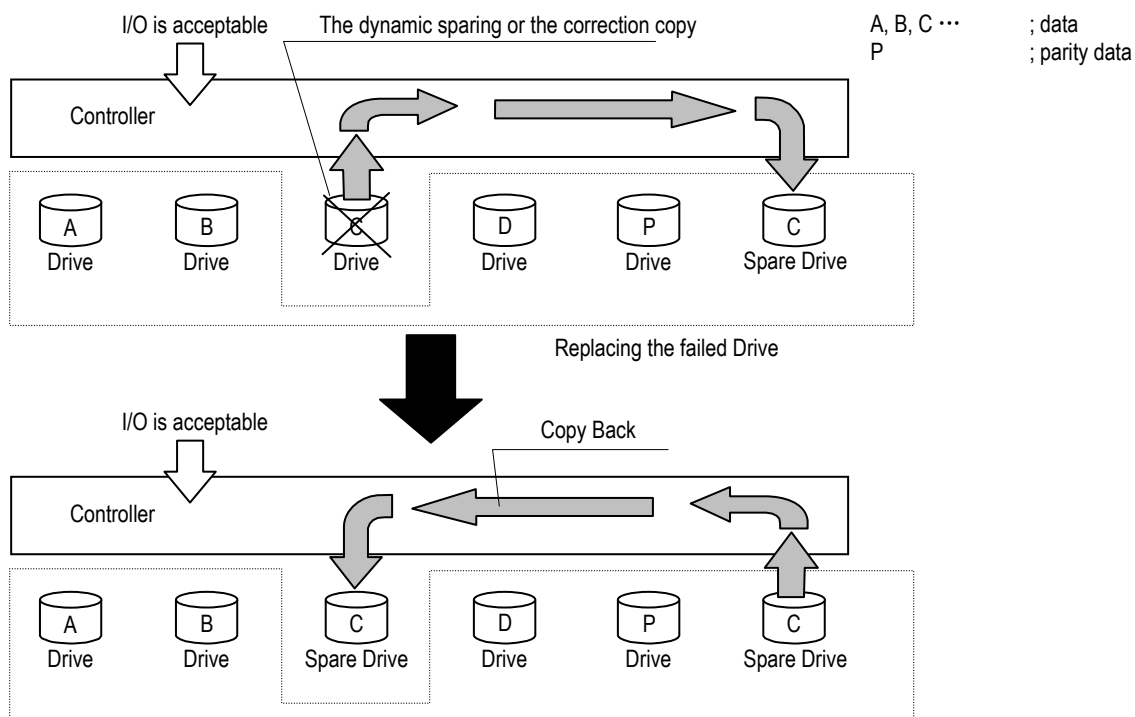 I/O is acceptable
The dynamic sparing or the correction copy
A, B, C ··· ; data
P ; parity data
Controller
A
B
C
D
P
C
Drive
Drive
Drive
Drive
Drive
Spare Drive
Replacing the failed Drive
I/O is acceptable
Copy Back
Controller
A
B
C
D
P
C
Drive
Drive
Spare Drive
Drive
Drive
Spare Drive